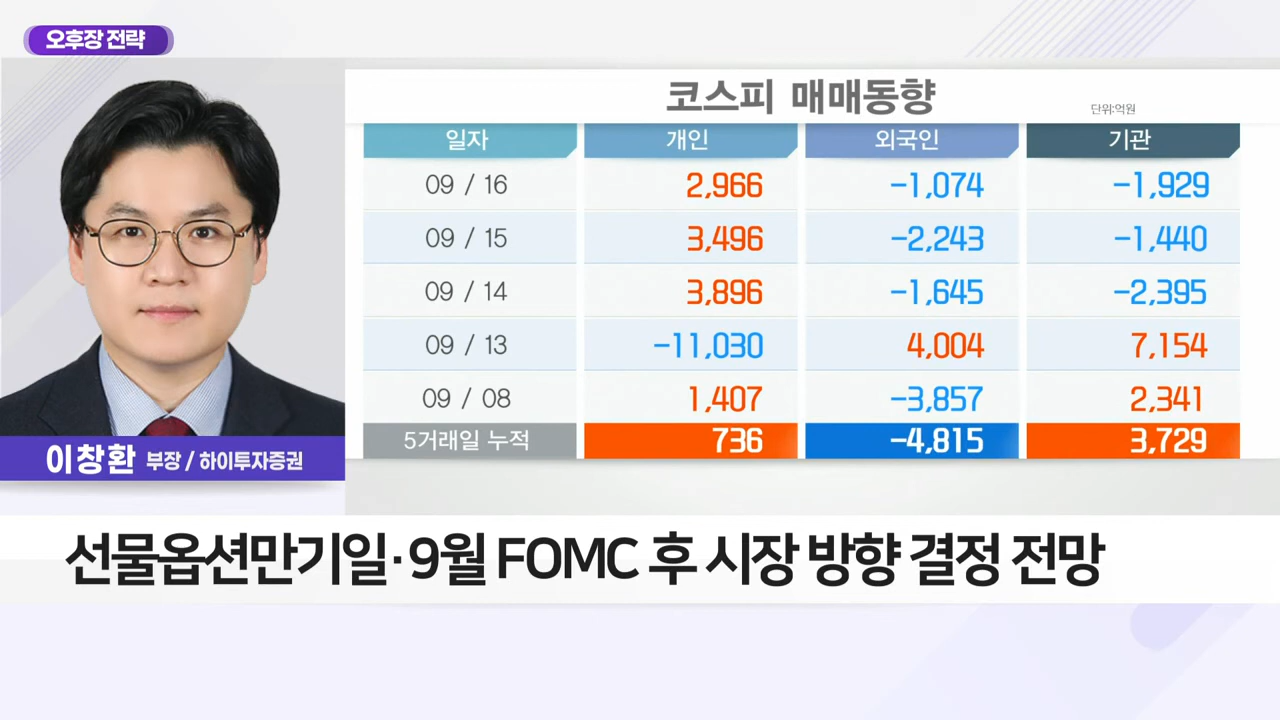 오후장 전략
코스피 매매동향
단위:억원
일자 개인 외국인 기관
09 / 16 2,966 -1,074 -1,929
09 / 15 3,496 -2,243 -1,440
09 / 14 3,896 -1,645 -2,395
09 / 13 -11,030 4,004 7,154
09 / 08 1,407 -3,857 2,341
5거래일 누적 736 -4,815 3,729
이창환 부장 / 하이투자증권
선물옵션만기일·9월 FOMC 후 시장 방향 결정 전망